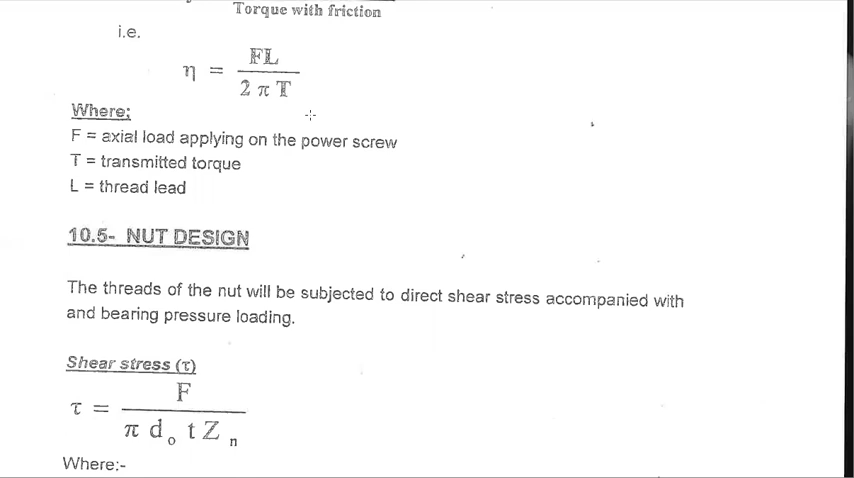 Torque with friction
i.e.
η = FL
2 π T
Where;
F = axial load applying on the power screw
T = transmitted torque
L = thread lead
10.5- NUT DESIGN
The threads of the nut will be subjected to direct shear stress accompanied with
and bearing pressure loading.
Shear stress (τ)
τ = F
π dₒ t Z ₙ
Where:-